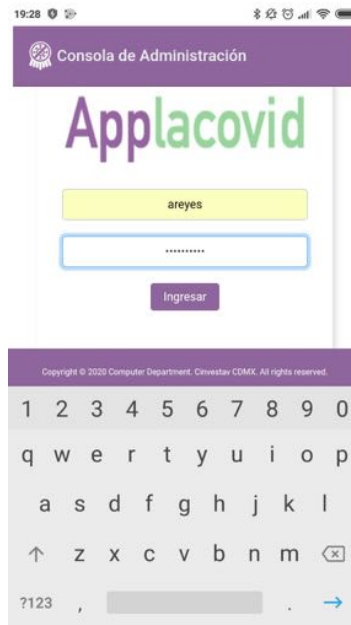 19:28
Consola de Administración
Applacovid
areyes
Ingresar
Copyright © 2020 Computer Department. Cinvestav CDMX. All rights reserved.
1 2 3 4 5 6 7 8 9 0
q w e r t y u i o p
a s d f g h j k l
z x c v b n m
?123 , .